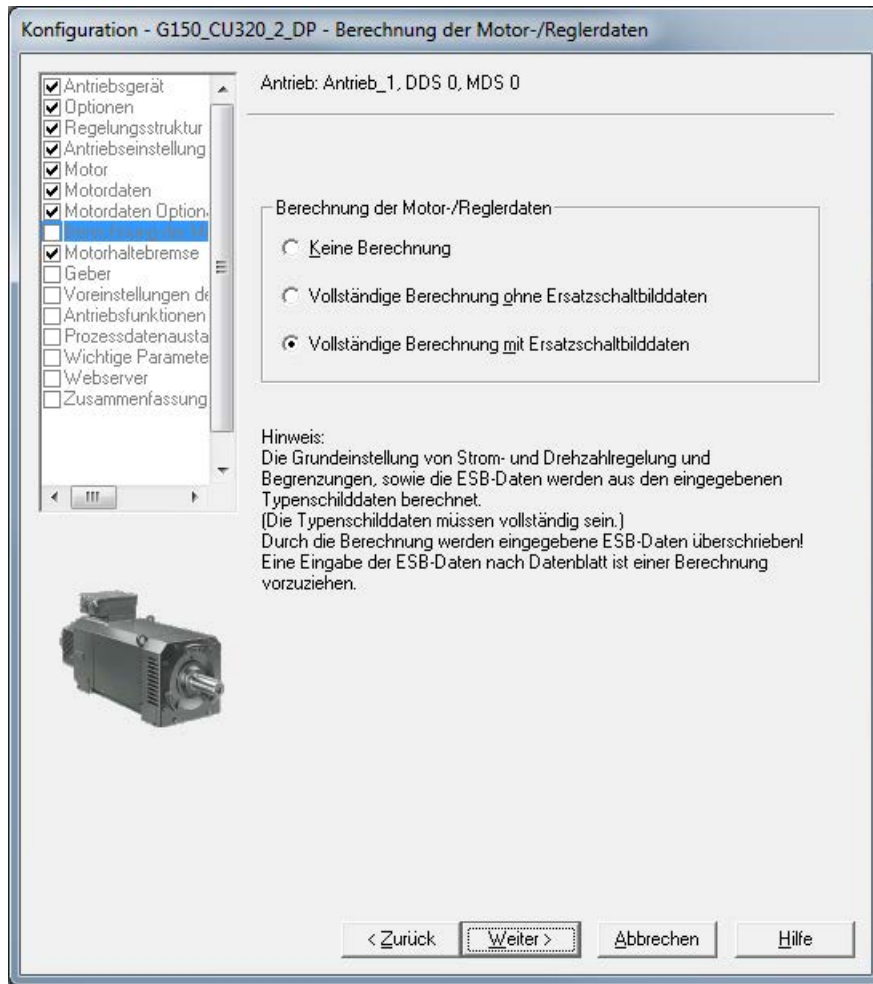 Konfiguration - G150_CU320_2_DP - Berechnung der Motor-/Reglerdaten
Antriebsgerät
Optionen
Regelungsstruktur
Antriebseinstellung
Motor
Motordaten
Motordaten Option
Motorhaltebremse
Geber
Voreinstellungen de
Antriebsfunktionen
Prozessdatenausta
Wichtige Paramete
Webserver
Zusammenfassung
Antrieb: Antrieb_1, DDS 0, MDS 0
Berechnung der Motor-/Reglerdaten
Keine Berechnung
Vollständige Berechnung ohne Ersatzschaltbilddaten
Vollständige Berechnung mit Ersatzschaltbilddaten
Hinweis:
Die Grundeinstellung von Strom- und Drehzahlregelung und
Begrenzungen, sowie die ESB-Daten werden aus den eingegebenen
Typenschilddaten berechnet.
(Die Typenschilddaten müssen vollständig sein.)
Durch die Berechnung werden eingegebene ESB-Daten überschrieben!
Eine Eingabe der ESB-Daten nach Datenblatt ist einer Berechnung
vorzuziehen.
< Zurück
Weiter >
Abbrechen
Hilfe